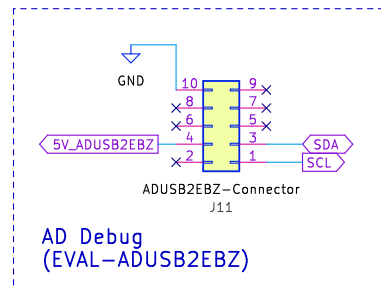 GND
10 9
8 7
6 5
5V_ADUSB2EBZ 4 3 SDA
2 1 SCL
ADUSB2EBZ-Connector
J11
AD Debug
(EVAL-ADUSB2EBZ)